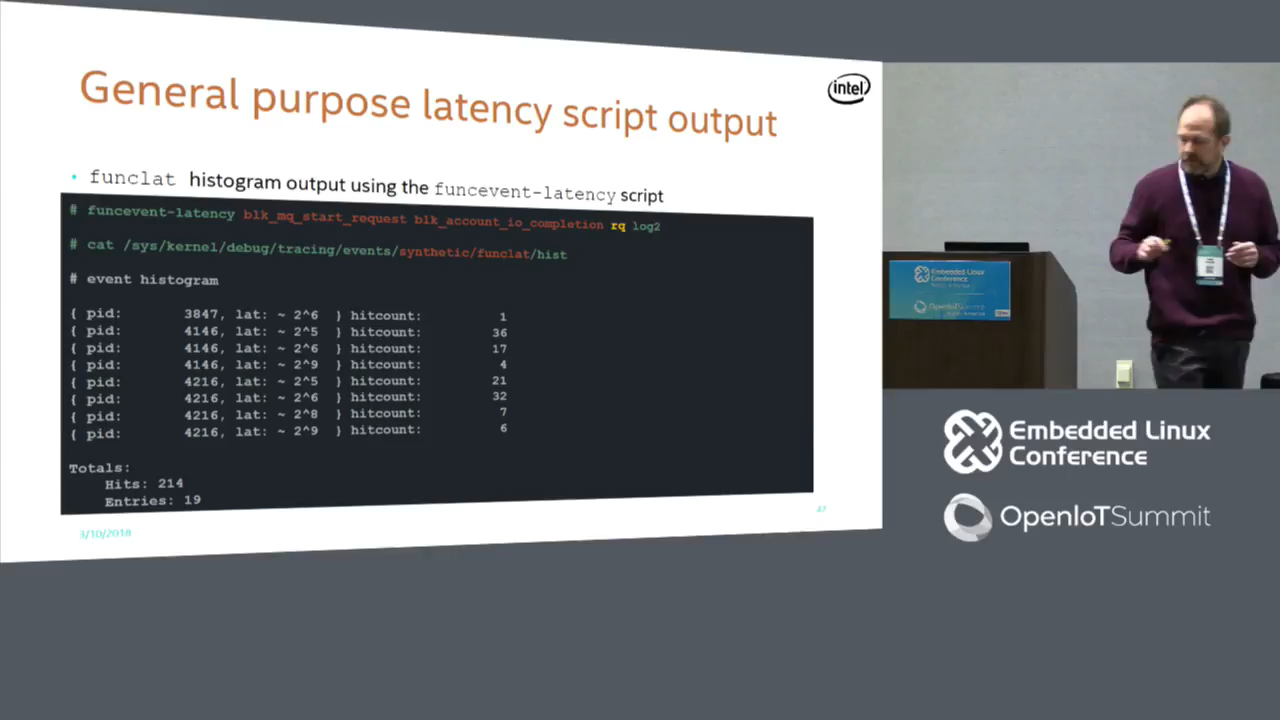 General purpose latency script output
intel
• funclat histogram output using the funcevent-latency script
# funcevent-latency blk_mq_start_request blk_account_io_completion rq log2
# cat /sys/kernel/debug/tracing/events/synthetic/funclat/hist
# event histogram
{ pid: 3847, lat: ~ 2^6 } hitcount: 1
{ pid: 4146, lat: ~ 2^5 } hitcount: 36
{ pid: 4146, lat: ~ 2^6 } hitcount: 17
{ pid: 4146, lat: ~ 2^9 } hitcount: 4
{ pid: 4216, lat: ~ 2^5 } hitcount: 21
{ pid: 4216, lat: ~ 2^6 } hitcount: 32
{ pid: 4216, lat: ~ 2^8 } hitcount: 7
{ pid: 4216, lat: ~ 2^9 } hitcount: 6
Totals:
Hits: 214
Entries: 19
3/10/2018
47
Embedded Linux
Conference
OpenIoTSummit
Embedded Linux
Conference
OpenIoTSummit